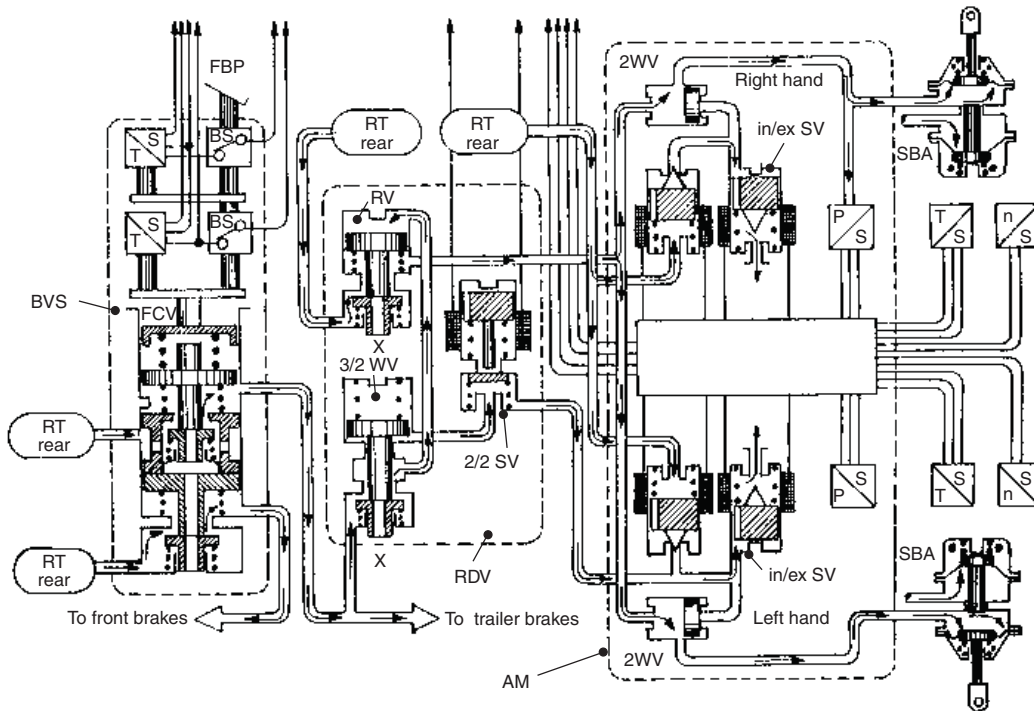 FBP
S
T
BS
S
T
BS
BVS
FCV
RT
rear
RT
rear
To front brakes
To trailer brakes
RT
rear
RT
rear
RV
X
3/2 WV
2/2 SV
X
RDV
2WV
Right hand
in/ex SV
SBA
P
S
T
S
n
S
S
P
S
T
S
n
in/ex SV
SBA
Left hand
2WV
AM